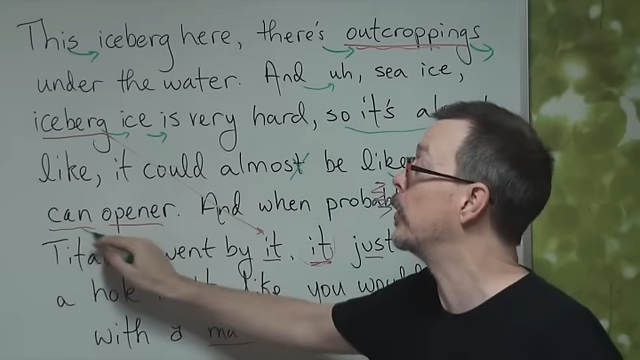 This iceberg here, there's outcroppings
under the water. And uh, sea ice,
iceberg ice is very hard, so it's
like, it could almost be like
can opener. And when
went by it, it just
a hole like you
with a